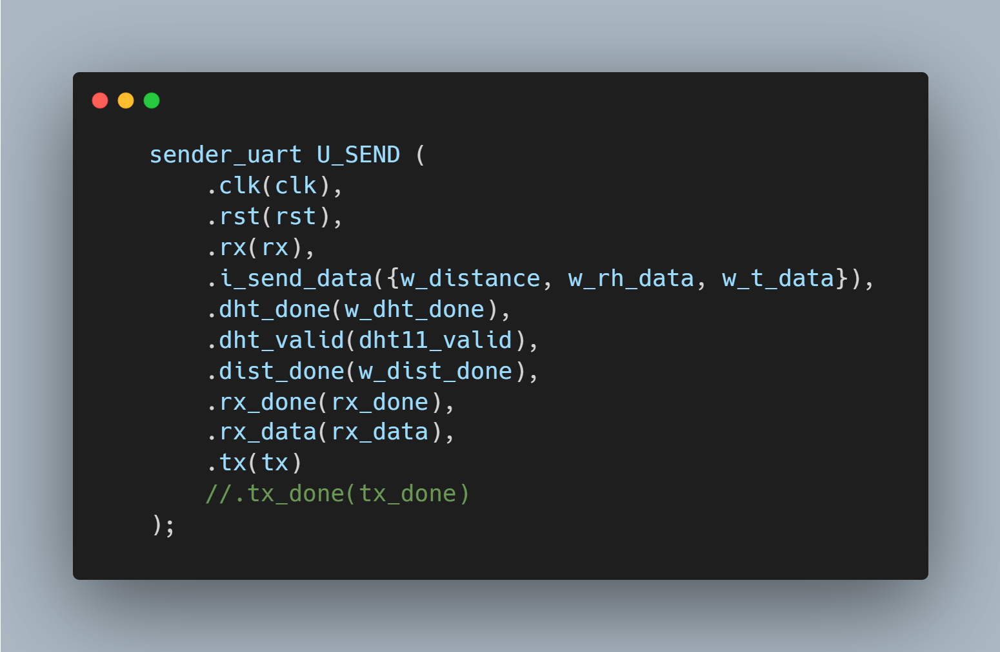 sender_uart U_SEND (
    .clk(clk),
    .rst(rst),
    .rx(rx),
    .i_send_data({w_distance, w_rh_data, w_t_data}),
    .dht_done(w_dht_done),
    .dht_valid(dht11_valid),
    .dist_done(w_dist_done),
    .rx_done(rx_done),
    .rx_data(rx_data),
    .tx(tx)
    //.tx_done(tx_done)
);